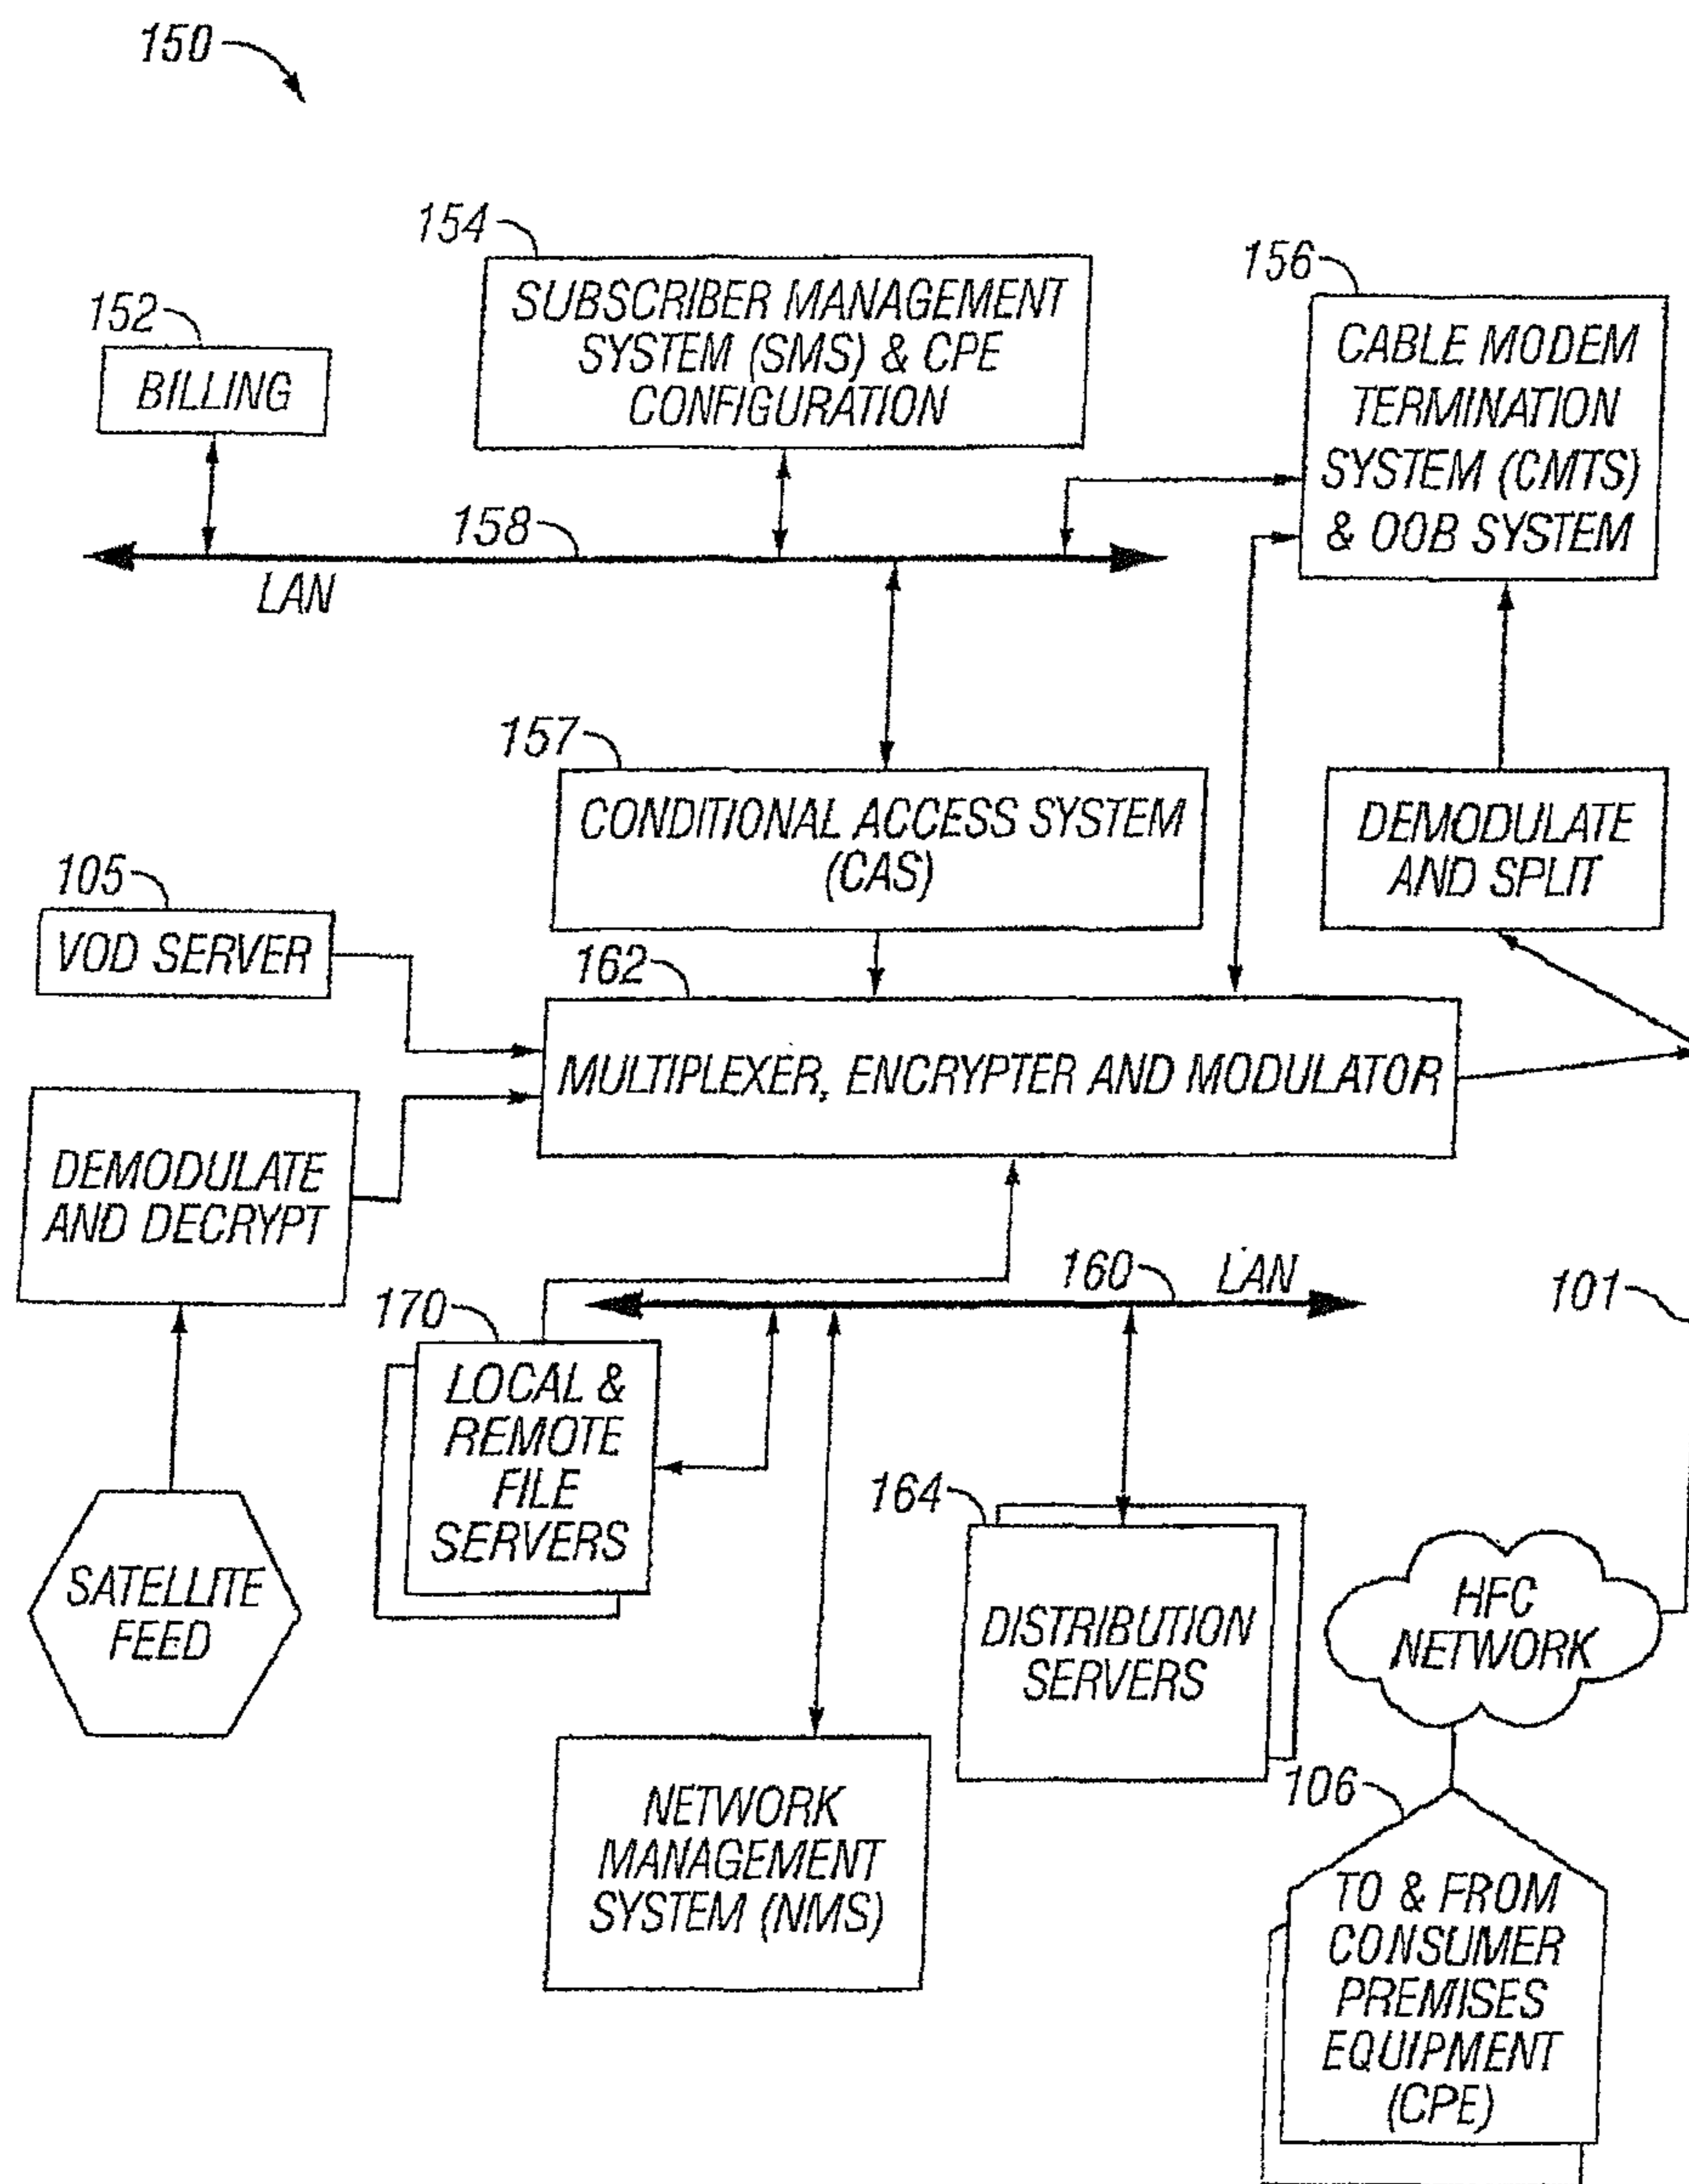 150
154
SUBSCRIBER MANAGEMENT
SYSTEM (SMS) & CPE
CONFIGURATION
156
CABLE MODEM
TERMINATION
SYSTEM (CMTS)
& OOB SYSTEM
152
BILLING
158
LAN
157
CONDITIONAL ACCESS SYSTEM
(CAS)
DEMODULATE
AND SPLIT
105
VOD SERVER
162
MULTIPLEXER, ENCRYPTER AND MODULATOR
DEMODULATE
AND DECRYPT
160
LAN
101
170
LOCAL &
REMOTE
FILE
SERVERS
164
DISTRIBUTION
SERVERS
SATELLITE
FEED
HFC
NETWORK
NETWORK
MANAGEMENT
SYSTEM (NMS)
106
TO & FROM
CONSUMER
PREMISES
EQUIPMENT
(CPE)